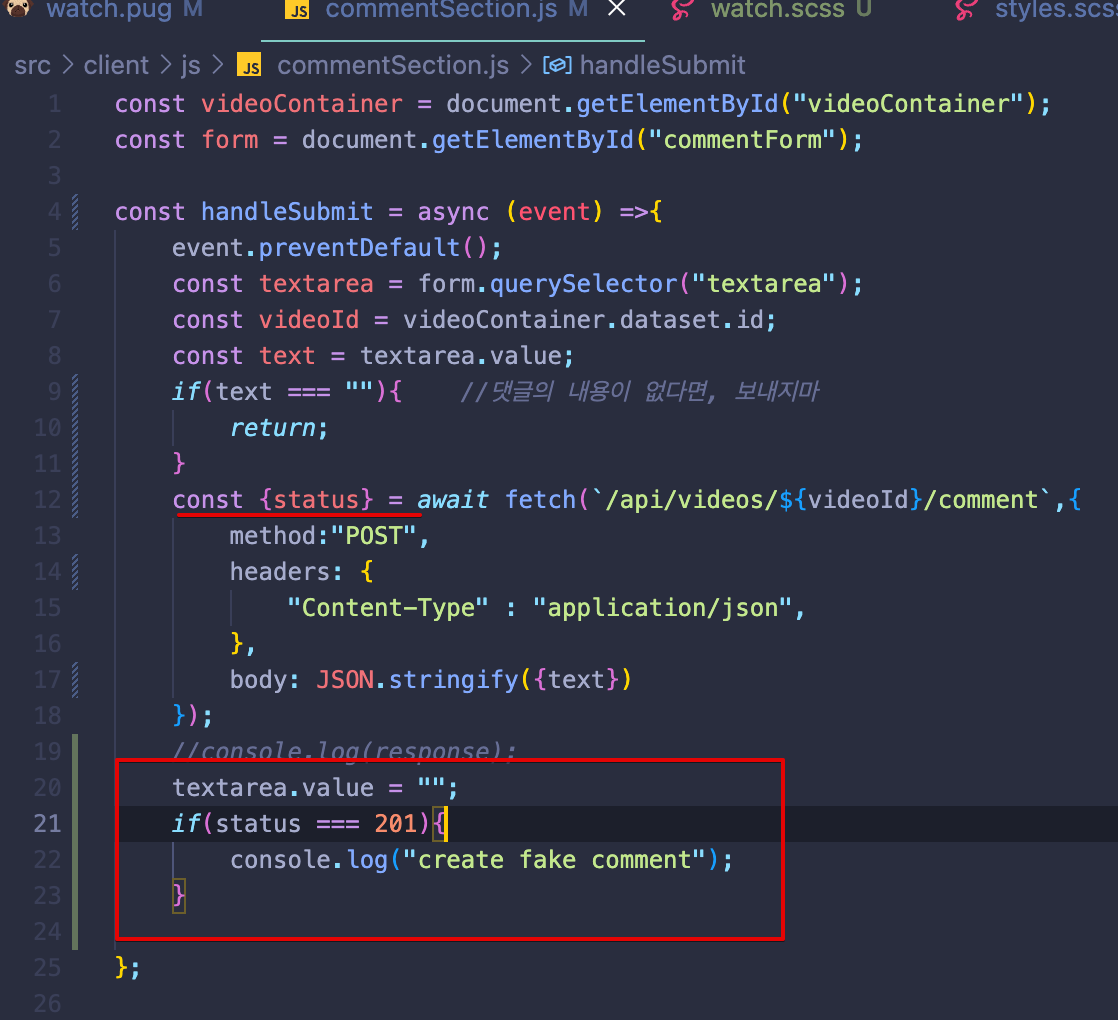 watch.pug M JS commentSection.js M × watch.scss U styles.scss
src > client > js > JS commentSection.js > handleSubmit
1 const videoContainer = document.getElementById("videoContainer");
2 const form = document.getElementById("commentForm");
3
4 const handleSubmit = async (event) =>{
5 event.preventDefault();
6 const textarea = form.querySelector("textarea");
7 const videoId = videoContainer.dataset.id;
8 const text = textarea.value;
9 if(text === ""){ //댓글의 내용이 없다면, 보내지마
10 return;
11 }
12 const {status} = await fetch(`/api/videos/${videoId}/comment`,{
13 method:"POST",
14 headers: {
15 "Content-Type" : "application/json",
16 },
17 body: JSON.stringify({text})
18 });
19 //console.log(response);
20 textarea.value = "";
21 if(status === 201){
22 console.log("create fake comment");
23 }
24
25 };
26